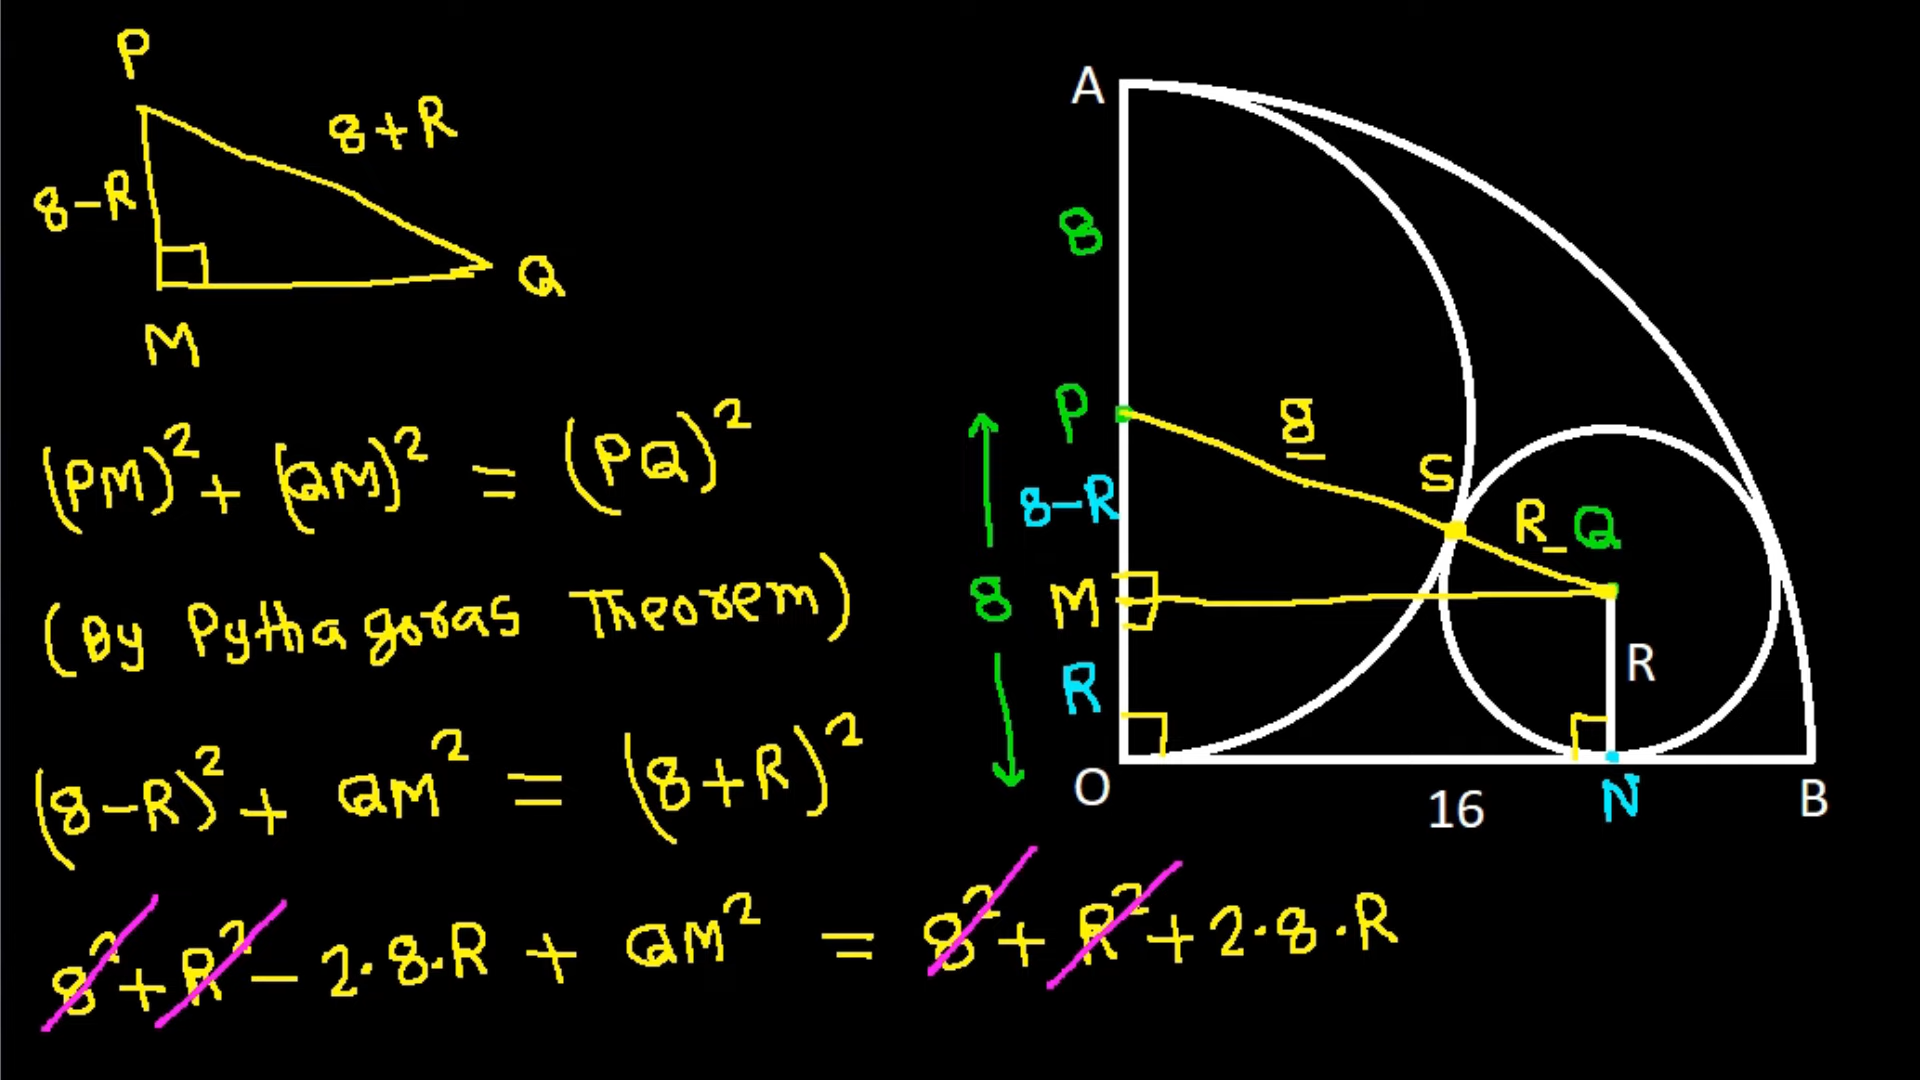 P
8+R
8-R
Q
M
(PM)² + (QM)² = (PQ)²
(By Pythagoras Theorem)
(8-R)² + QM² = (8+R)²
8² + R² - 2·8·R + QM² = 8² + R² + 2·8·R
A
8
P
8
S
8-R
R
Q
8
M
R
R
O
16
N
B